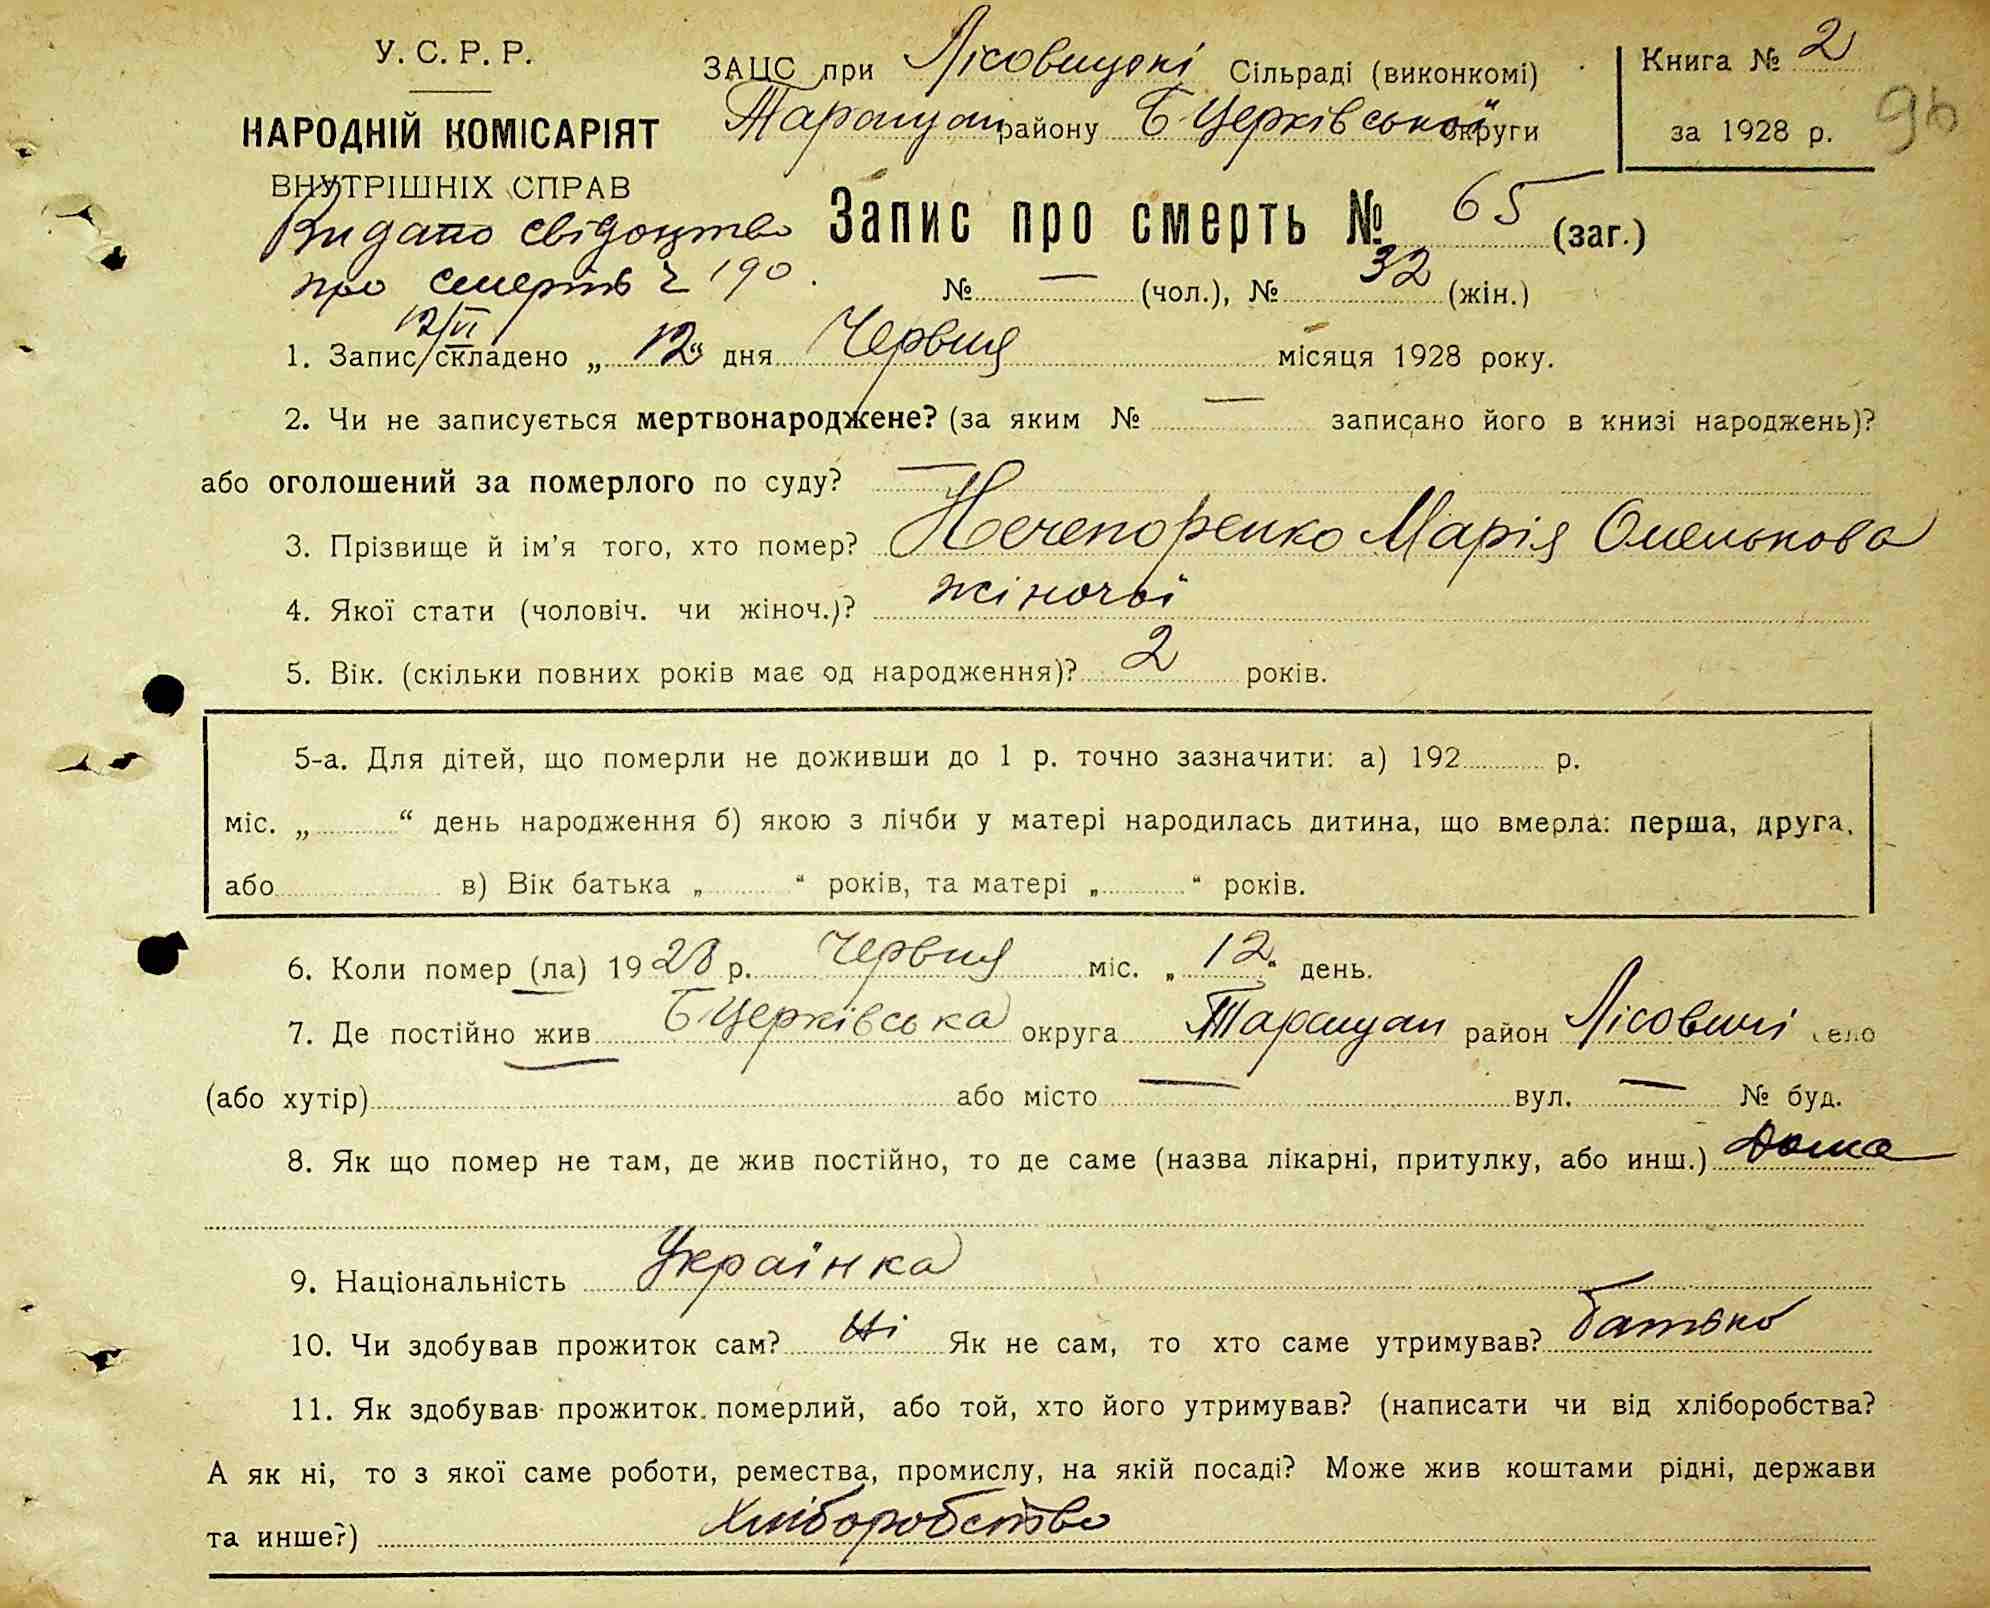 У.С.Р.Р.
НАРОДНІЙ КОМІСАРІЯТ
ВНУТРІШНІХ СПРАВ
ЗАЦС при Лісовицькі Сільраді (виконкомі)
Таращан району Б Церківської округи
Книга № 2
за 1928 р.
96
Видано свідоцтво
про смерть ч 190.
12/VI
Запис про смерть № 65 (заг.)
№ — (чол.), № 32 (жін.)
1. Запис складено „12“ дня Червня місяця 1928 року.
2. Чи не записується мертвонароджене? (за яким № — записано його в книзі народжень)?
або оголошений за померлого по суду? —
3. Прізвище й ім'я того, хто помер? Нечепоренко Марія Омелькова
4. Якої стати (чоловіч. чи жіноч.)? жіночої
5. Вік. (скільки повних років має од народження)? 2 років.
5-а. Для дітей, що померли не доживши до 1 р. точно зазначити: а) 192 р.
міс. „ “ день народження б) якою з лічби у матері народилась дитина, що вмерла: перша, друга,
або в) Вік батька „ “ років, та матері „ “ років.
6. Коли помер (ла) 1928 р. Червня міс. „12“ день.
7. Де постійно жив Б Церківська округа Таращан район Лісовичі село
(або хутір) або місто — вул. — № буд.
8. Як що помер не там, де жив постійно, то де саме (назва лікарні, притулку, або инш.) Дома
9. Національність Українка
10. Чи здобував прожиток сам? Ні Як не сам, то хто саме утримував? батько
11. Як здобував прожиток померлий, або той, хто його утримував? (написати чи від хліборобства?
А як ні, то з якої саме роботи, ремества, промислу, на якій посаді? Може жив коштами рідні, держави
та инше?) Хліборобство